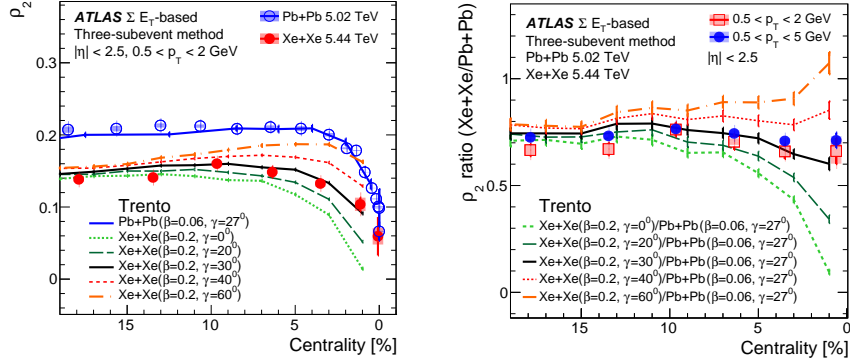 ATLAS Σ E_T-based
Three-subevent method
|η| < 2.5, 0.5 < p_T < 2 GeV
Pb+Pb 5.02 TeV
Xe+Xe 5.44 TeV
ρ_2
0.3
0.2
0.1
0
Trento
Pb+Pb(β=0.06, γ=27⁰)
Xe+Xe(β=0.2, γ=0⁰)
Xe+Xe(β=0.2, γ=20⁰)
Xe+Xe(β=0.2, γ=30⁰)
Xe+Xe(β=0.2, γ=40⁰)
Xe+Xe(β=0.2, γ=60⁰)
15 10 5 0
Centrality [%]
ATLAS Σ E_T-based
Three-subevent method
Pb+Pb 5.02 TeV
Xe+Xe 5.44 TeV
0.5 < p_T < 2 GeV
0.5 < p_T < 5 GeV
|η| < 2.5
ρ_2 ratio (Xe+Xe/Pb+Pb)
1
0.5
0
Trento
Xe+Xe(β=0.2, γ=0⁰)/Pb+Pb(β=0.06, γ=27⁰)
Xe+Xe(β=0.2, γ=20⁰)/Pb+Pb(β=0.06, γ=27⁰)
Xe+Xe(β=0.2, γ=30⁰)/Pb+Pb(β=0.06, γ=27⁰)
Xe+Xe(β=0.2, γ=40⁰)/Pb+Pb(β=0.06, γ=27⁰)
Xe+Xe(β=0.2, γ=60⁰)/Pb+Pb(β=0.06, γ=27⁰)
15 10 5 0
Centrality [%]